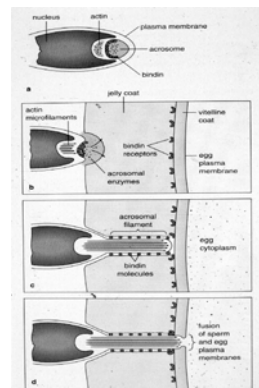 nucleus
actin
plasma membrane
acrosome
bindin
a
jelly coat
actin
microfilaments
bindin
receptors
vitelline
coat
egg
plasma
membrane
acrosomal
enzymes
b
acrosomal
filament
egg
cytoplasm
bindin
molecules
c
fusion
of sperm
and egg
plasma
membranes
d